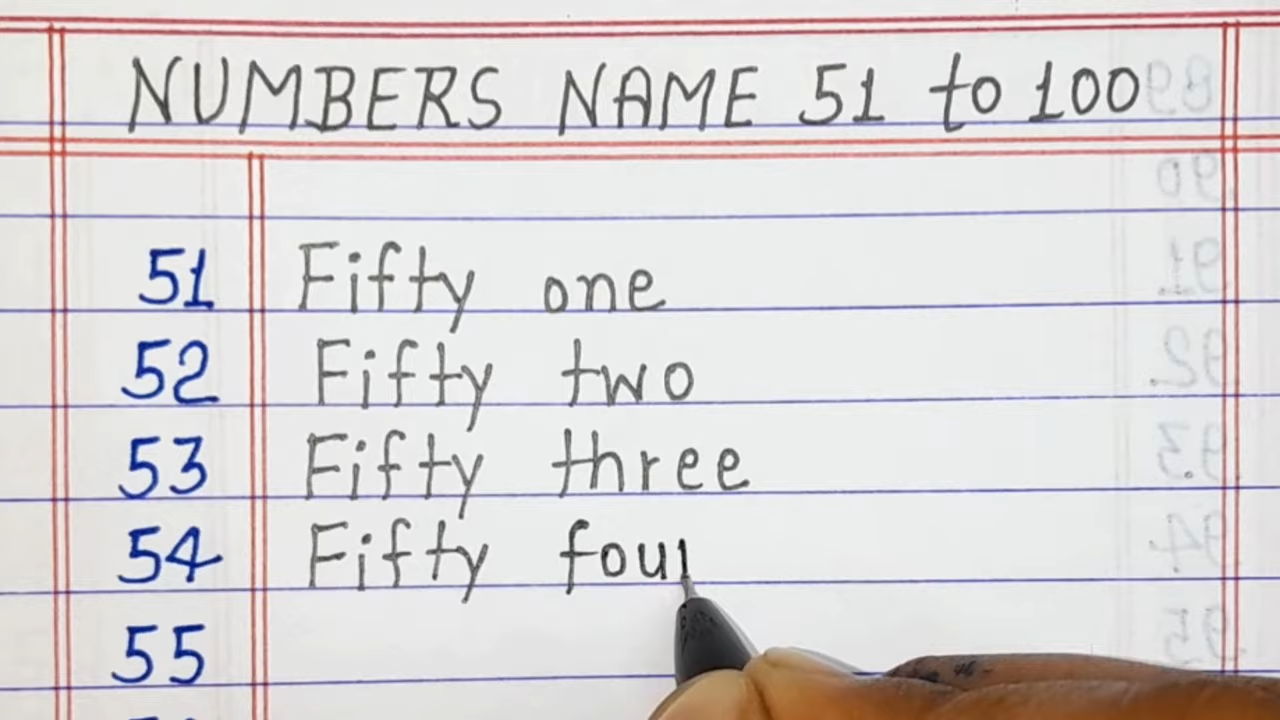 NUMBERS NAME 51 to 100
51 Fifty one
52 Fifty two
53 Fifty three
54 Fifty fou
55